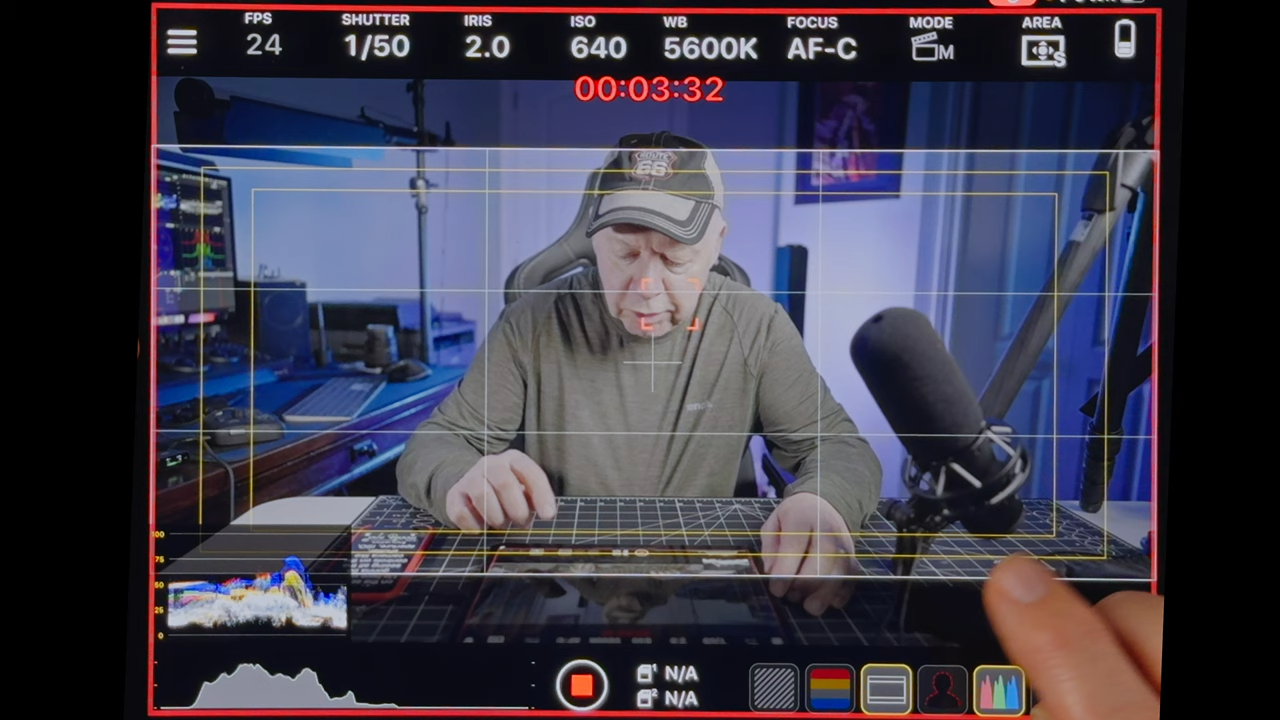 FPS SHUTTER IRIS ISO WB FOCUS MODE AREA
24 1/50 2.0 640 5600K AF-C M S
00:03:32
ROUTE
66
100
75
50
25
0
1 N/A
2 N/A